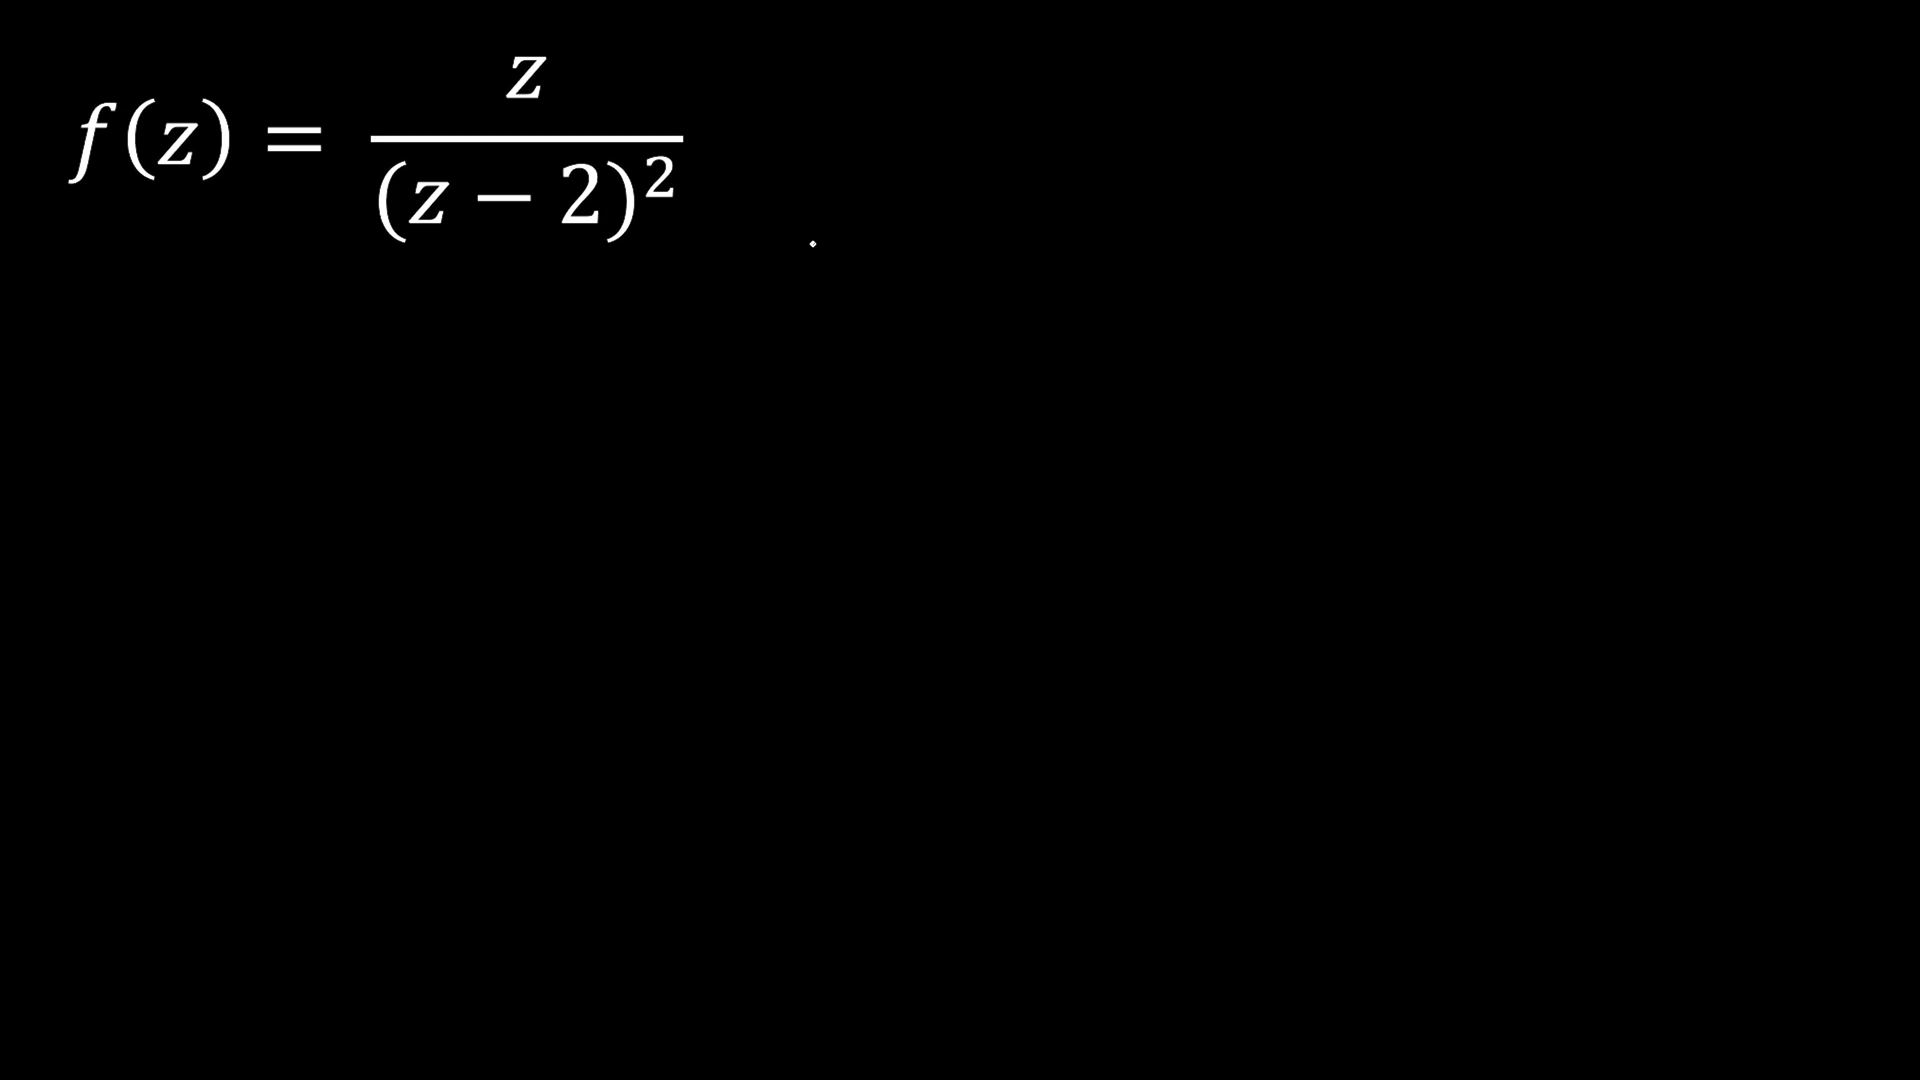 f(z) = z / (z − 2)²